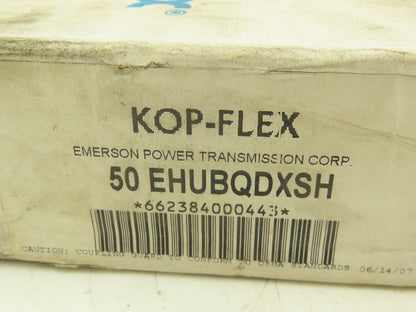 KOP-FLEX
EMERSON POWER TRANSMISSION CORP.
50 EHUBQDXSH
*662384000443*
CAUTION: COUPLING GUARD TO CONFORM TO OSHA STANDARDS 06/14/07